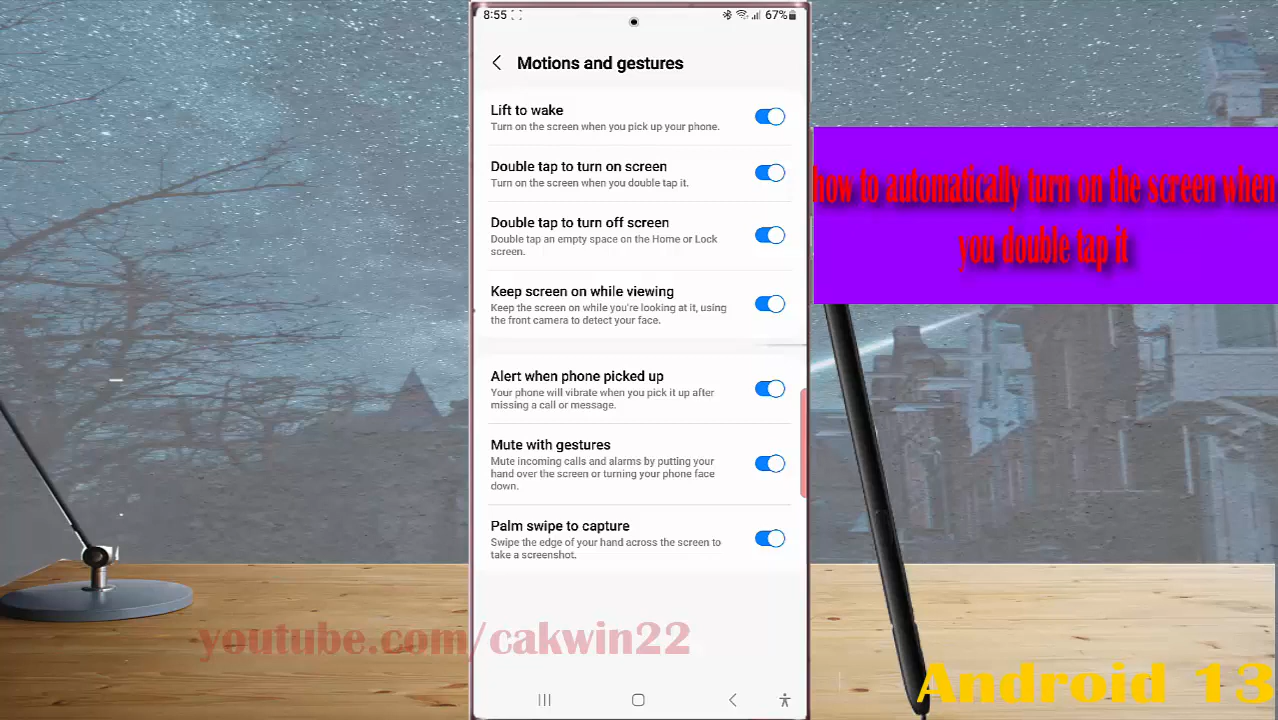 8:55
67%
Motions and gestures
Lift to wake
Turn on the screen when you pick up your phone.
Double tap to turn on screen
Turn on the screen when you double tap it.
Double tap to turn off screen
Double tap an empty space on the Home or Lock
screen.
Keep screen on while viewing
Keep the screen on while you're looking at it, using
the front camera to detect your face.
Alert when phone picked up
Your phone will vibrate when you pick it up after
missing a call or message.
Mute with gestures
Mute incoming calls and alarms by putting your
hand over the screen or turning your phone face
down.
Palm swipe to capture
Swipe the edge of your hand across the screen to
take a screenshot.
how to automatically turn on the screen when
you double tap it
youtube.com/cakwin22
Android 13